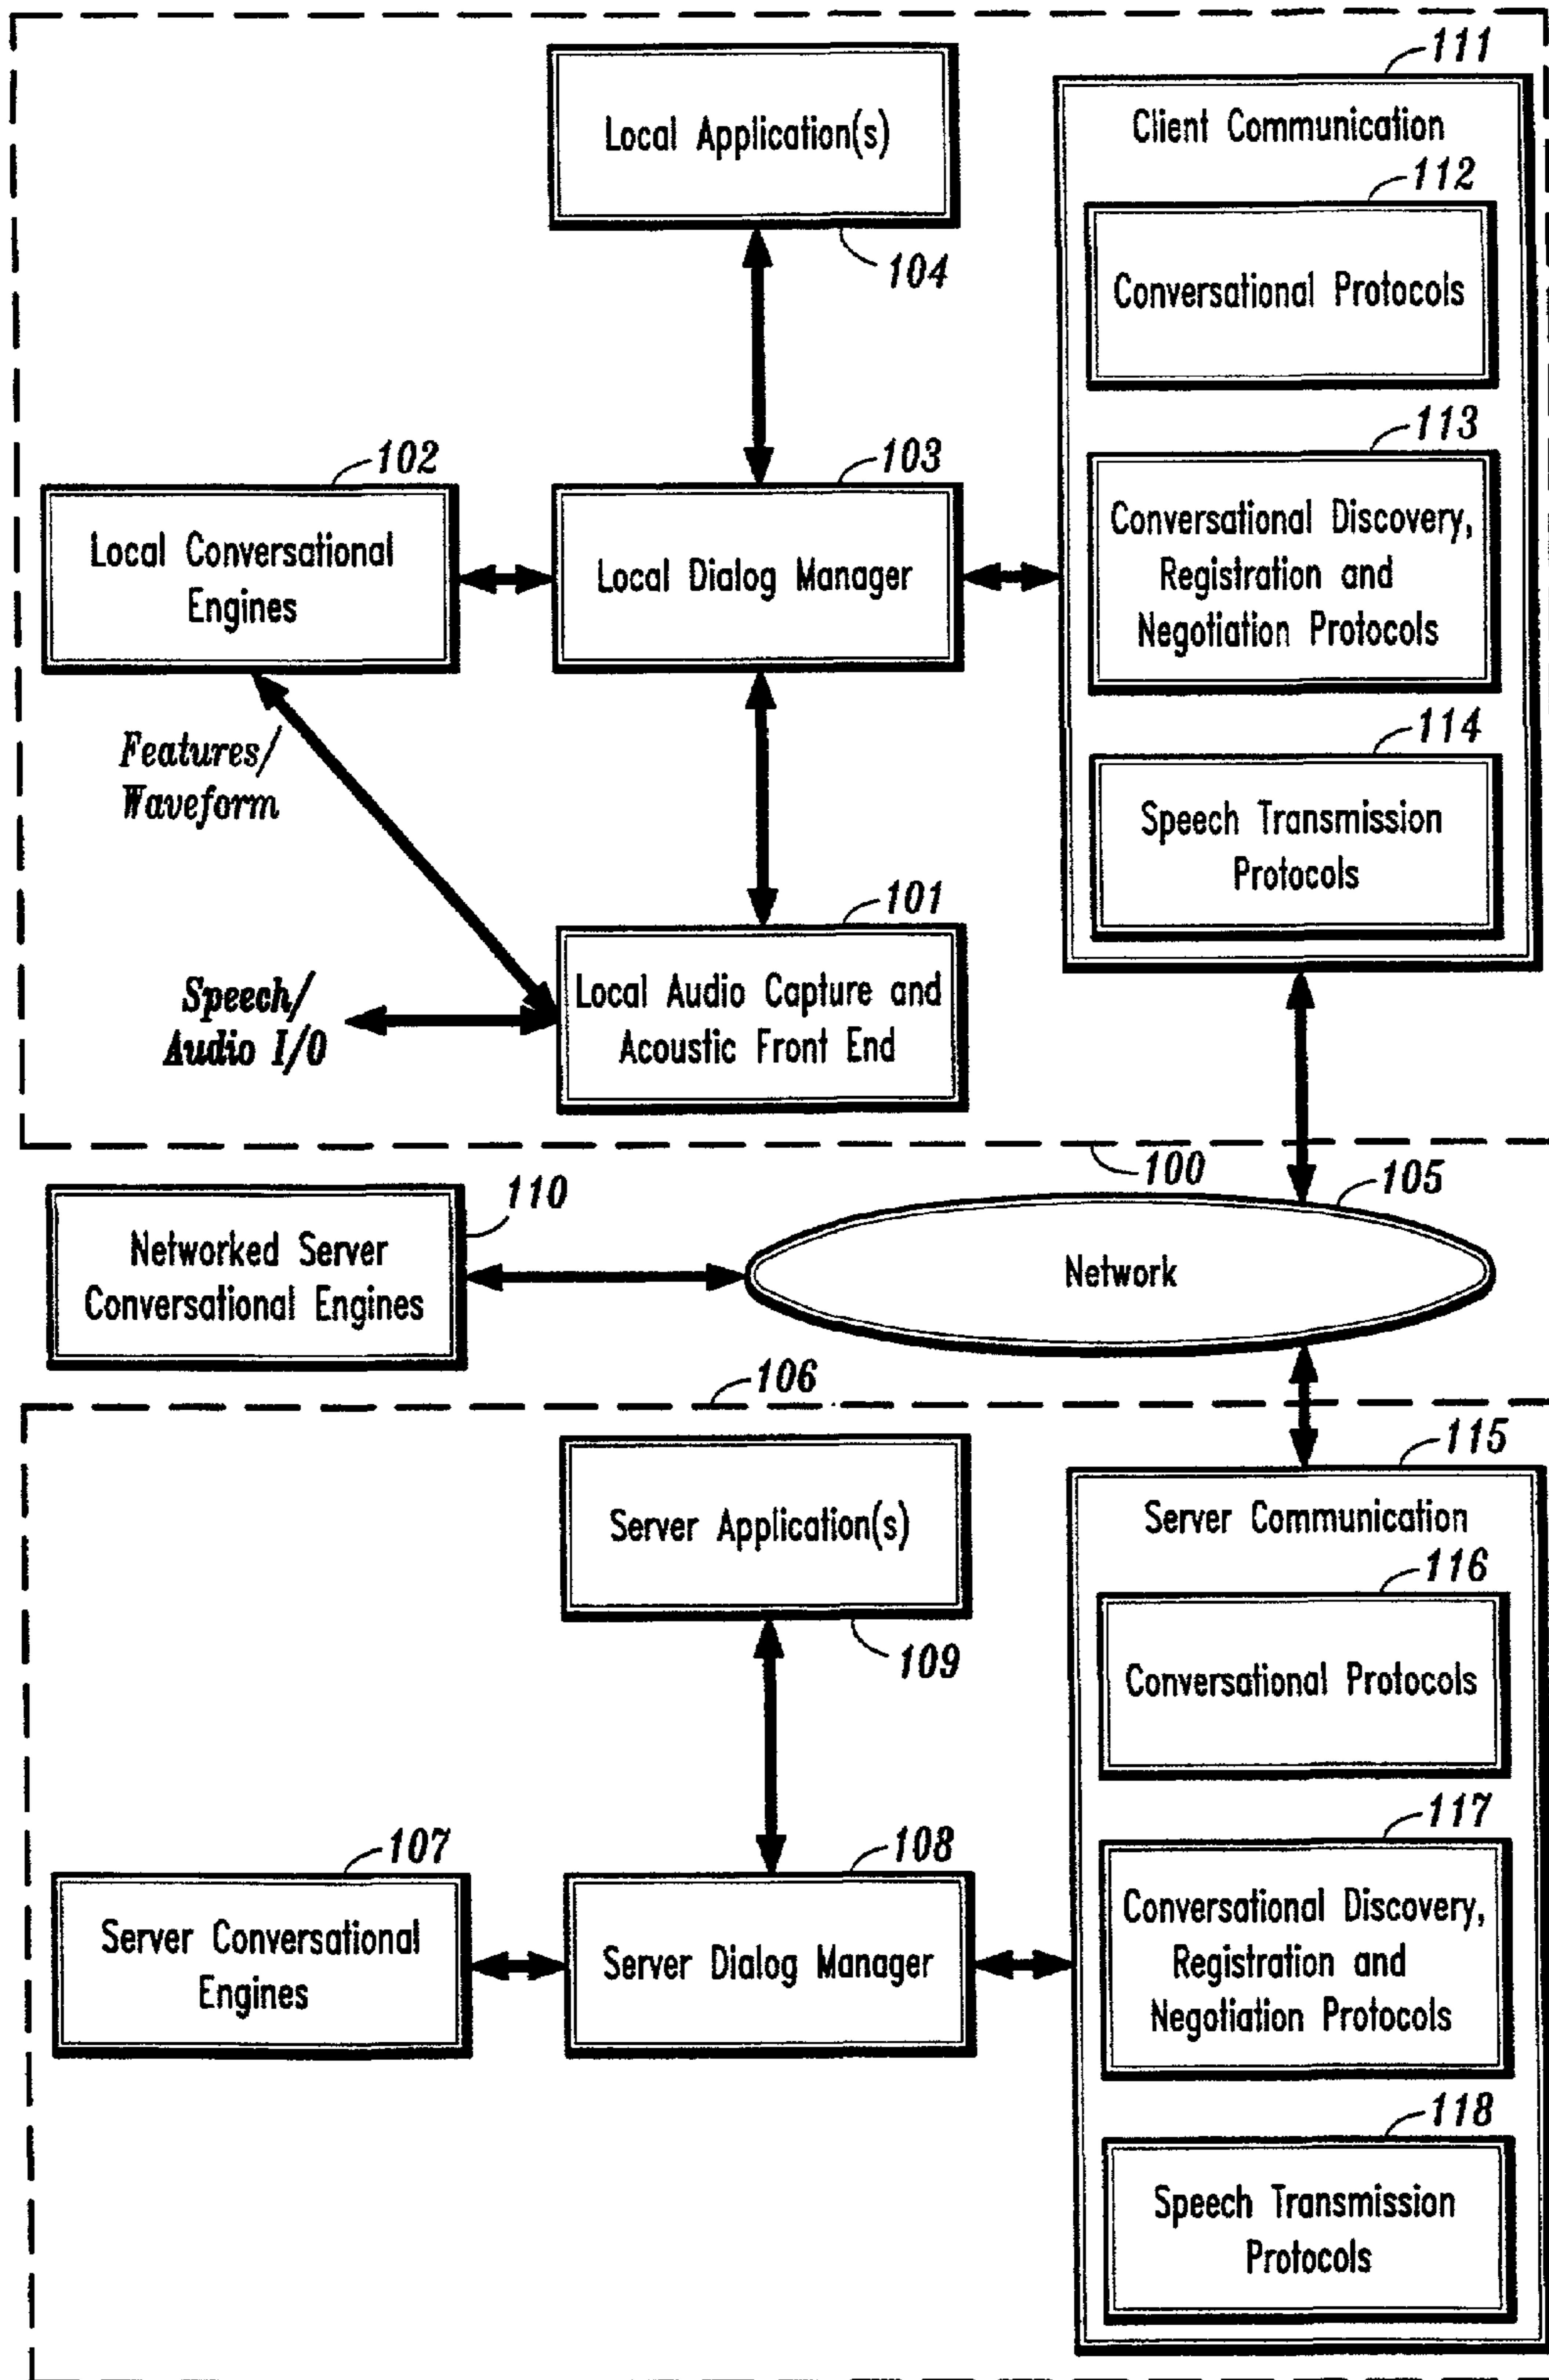 111
Local Application(s)
Client Communication
104
112
Conversational Protocols
102
103
113
Local Conversational
Engines
Local Dialog Manager
Conversational Discovery,
Registration and
Negotiation Protocols
Features/
Waveform
114
Speech Transmission
Protocols
101
Speech/
Audio I/O
Local Audio Capture and
Acoustic Front End
100
105
110
Networked Server
Conversational Engines
Network
106
115
Server Application(s)
Server Communication
109
116
Conversational Protocols
107
108
117
Server Conversational
Engines
Server Dialog Manager
Conversational Discovery,
Registration and
Negotiation Protocols
118
Speech Transmission
Protocols